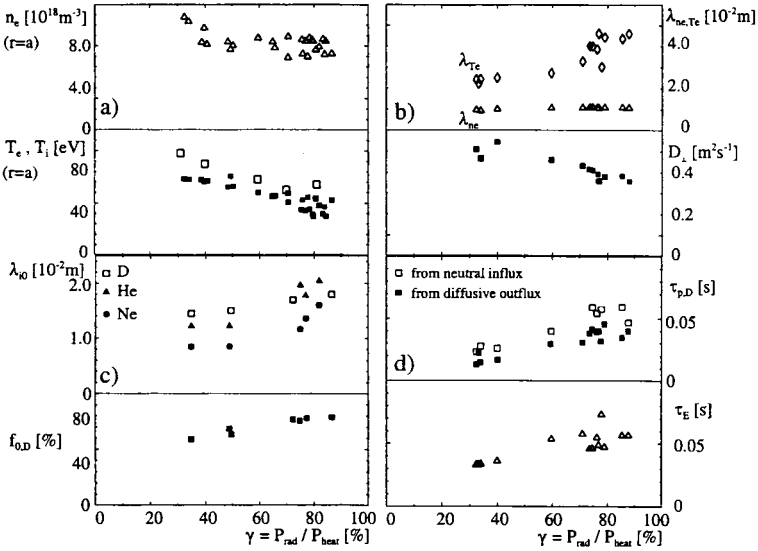 n_e [10^18 m^-3]
(r=a)
8.0
4.0
0
a)
T_e , T_i [eV]
(r=a)
80
40
0
λ_i0 [10^-2 m]
2.0
1.0
0
D
He
Ne
c)
f_0,D [%]
80
40
0
0 20 40 60 80 100
γ = P_rad / P_heat [%]
λ_ne,Te [10^-2 m]
4.0
2.0
0
λ_Te
λ_ne
b)
D_⊥ [m^2 s^-1]
0.4
0.2
0
from neutral influx
from diffusive outflux
τ_p,D [s]
0.05
0
d)
τ_E [s]
0.05
0
0 20 40 60 80 100
γ = P_rad / P_heat [%]